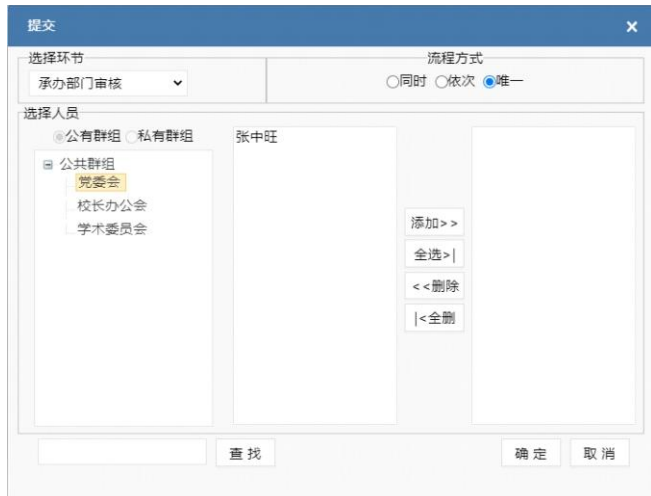 提交
选择环节
流程方式
承办部门审核
同时 依次 唯一
选择人员
公有群组 私有群组
张中旺
公共群组
党委会
校长办公会
学术委员会
添加>>
全选>|
<<删除
|<全删
查找
确定 取消